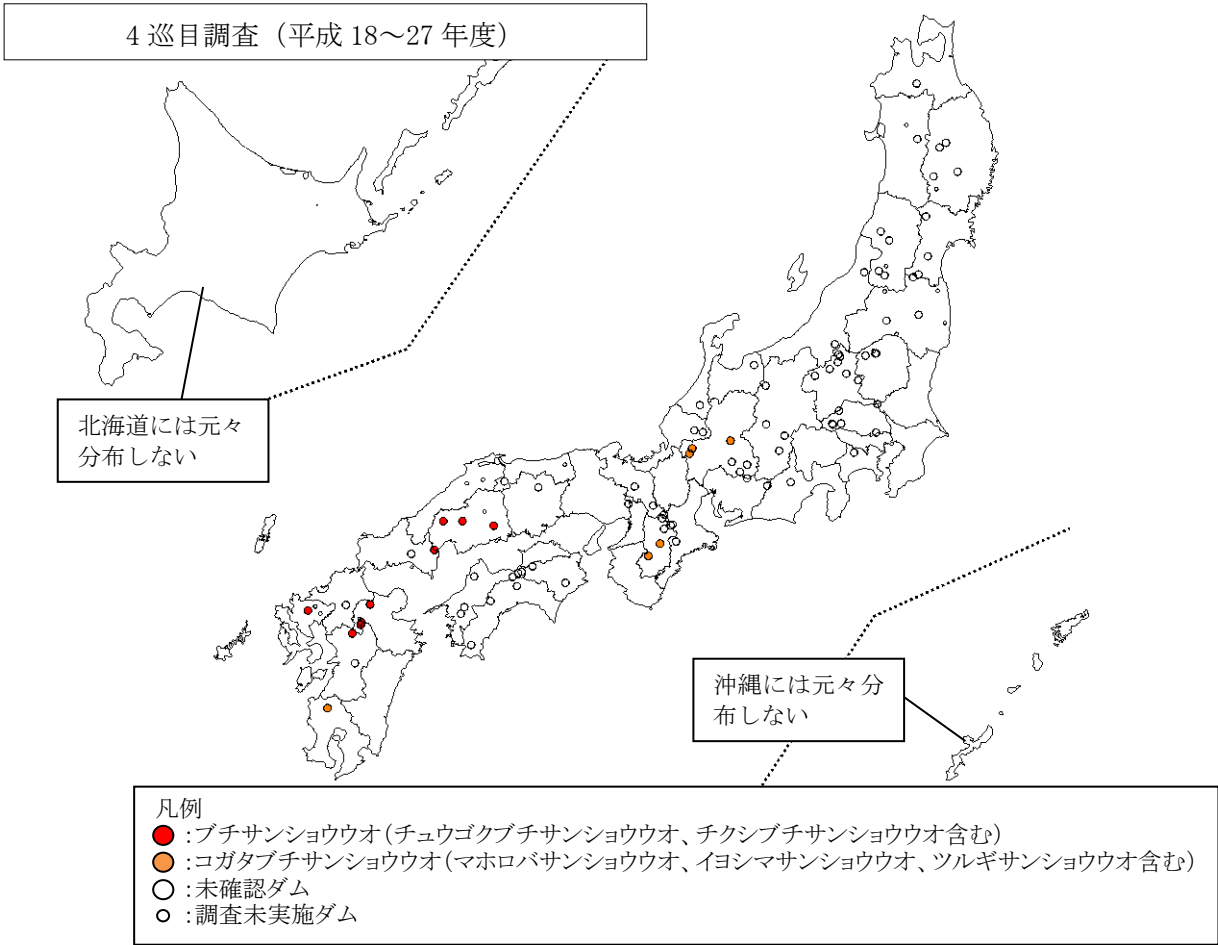 4 巡目調査（平成 18～27 年度）
北海道には元々
分布しない
沖縄には元々分
布しない
凡例
：ブチサンショウウオ（チュウゴクブチサンショウウオ、チクシブチサンショウウオ含む）
：コガタブチサンショウウオ（マホロバサンショウウオ、イヨシマサンショウウオ、ツルギサンショウウオ含む）
：未確認ダム
：調査未実施ダム